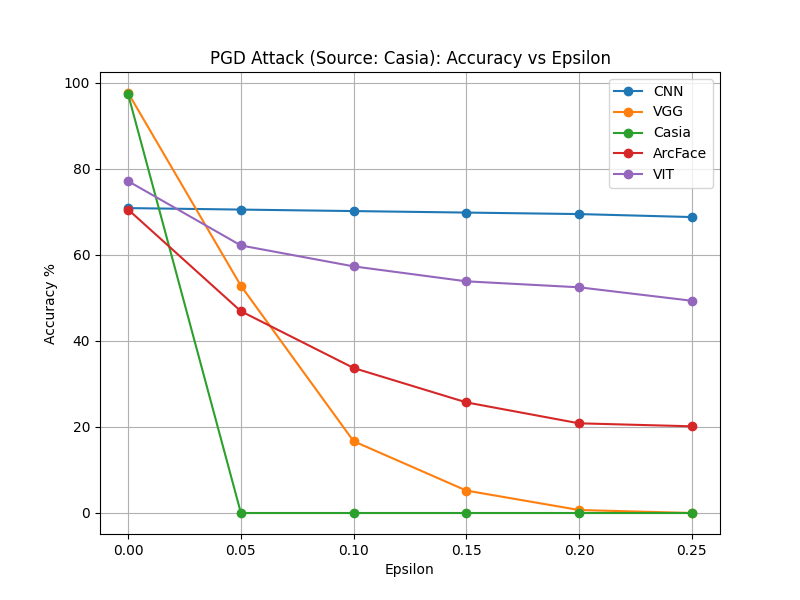 PGD Attack (Source: Casia): Accuracy vs Epsilon
CNN
VGG
Casia
ArcFace
VIT
Accuracy %
100
80
60
40
20
0
0.00 0.05 0.10 0.15 0.20 0.25
Epsilon